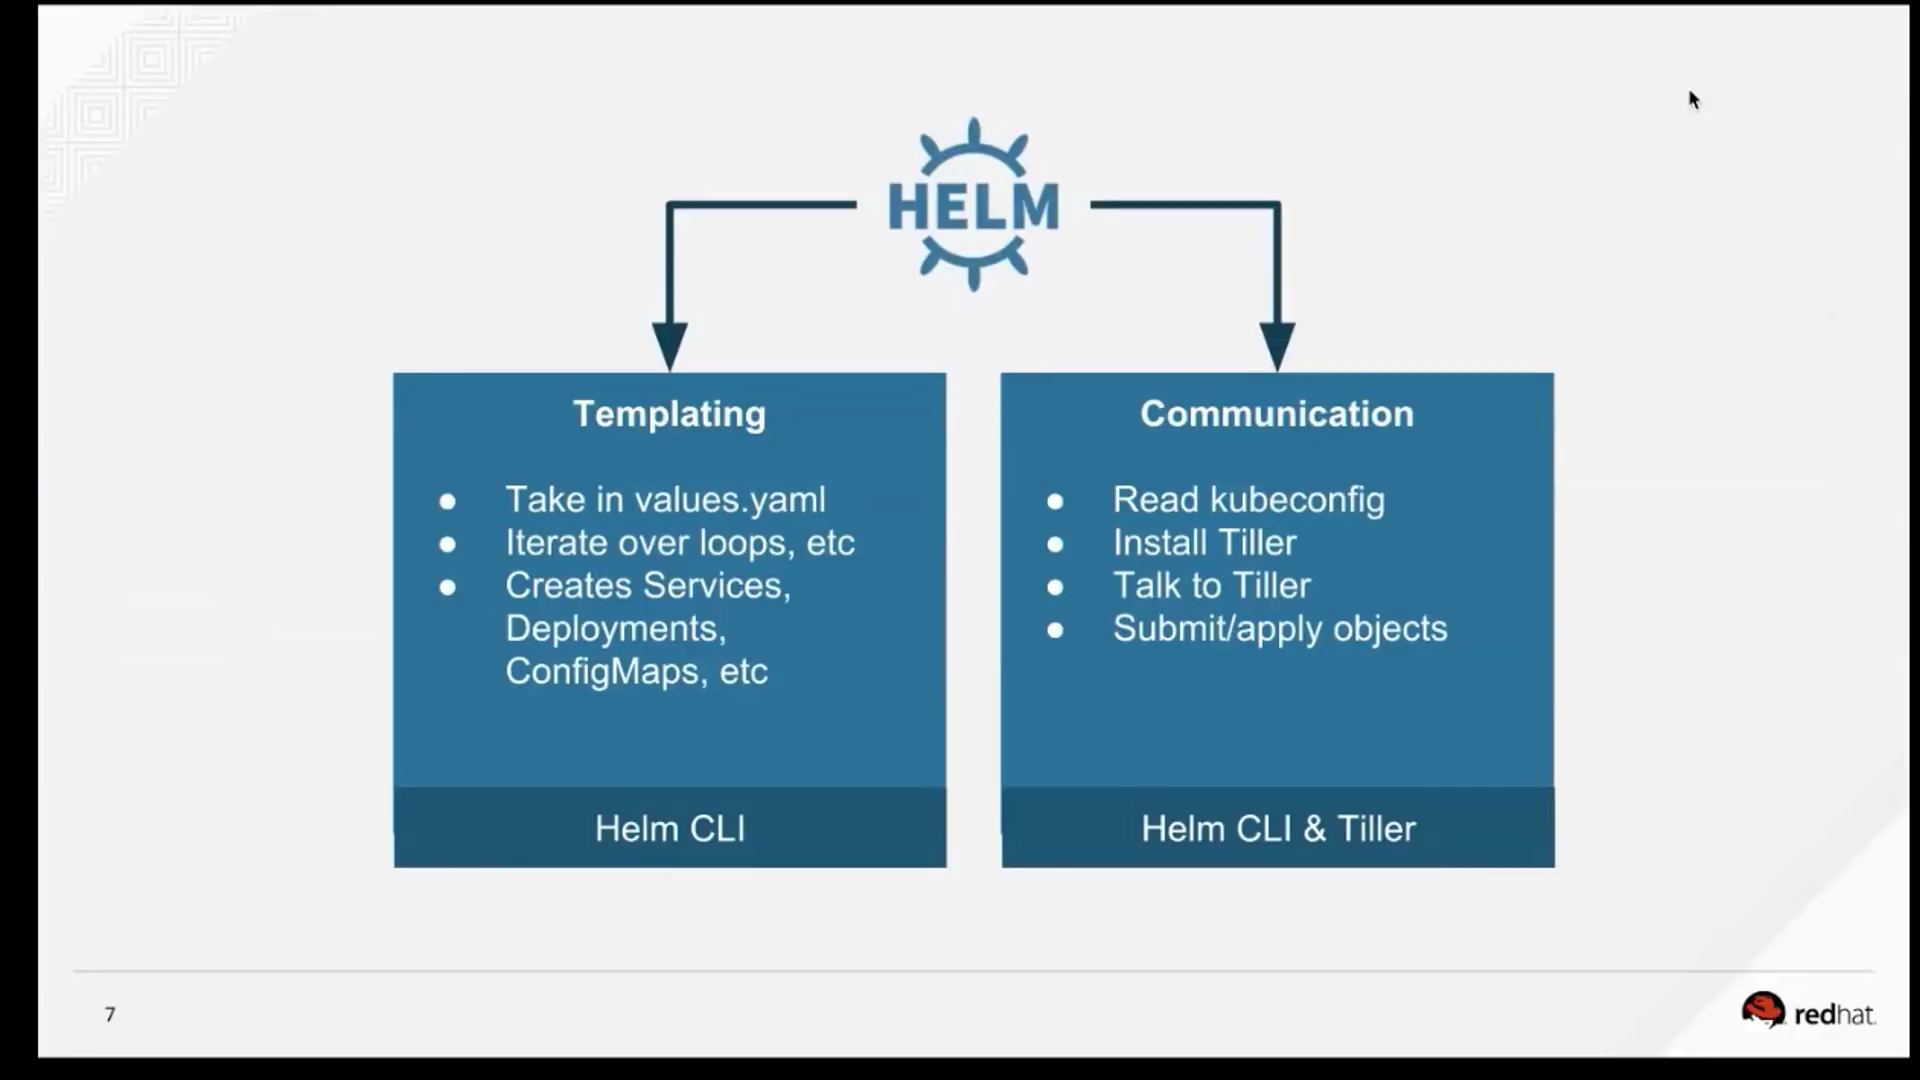 HELM
Templating
● Take in values.yaml
● Iterate over loops, etc
● Creates Services,
Deployments,
ConfigMaps, etc
Helm CLI
Communication
● Read kubeconfig
● Install Tiller
● Talk to Tiller
● Submit/apply objects
Helm CLI & Tiller
7
redhat.